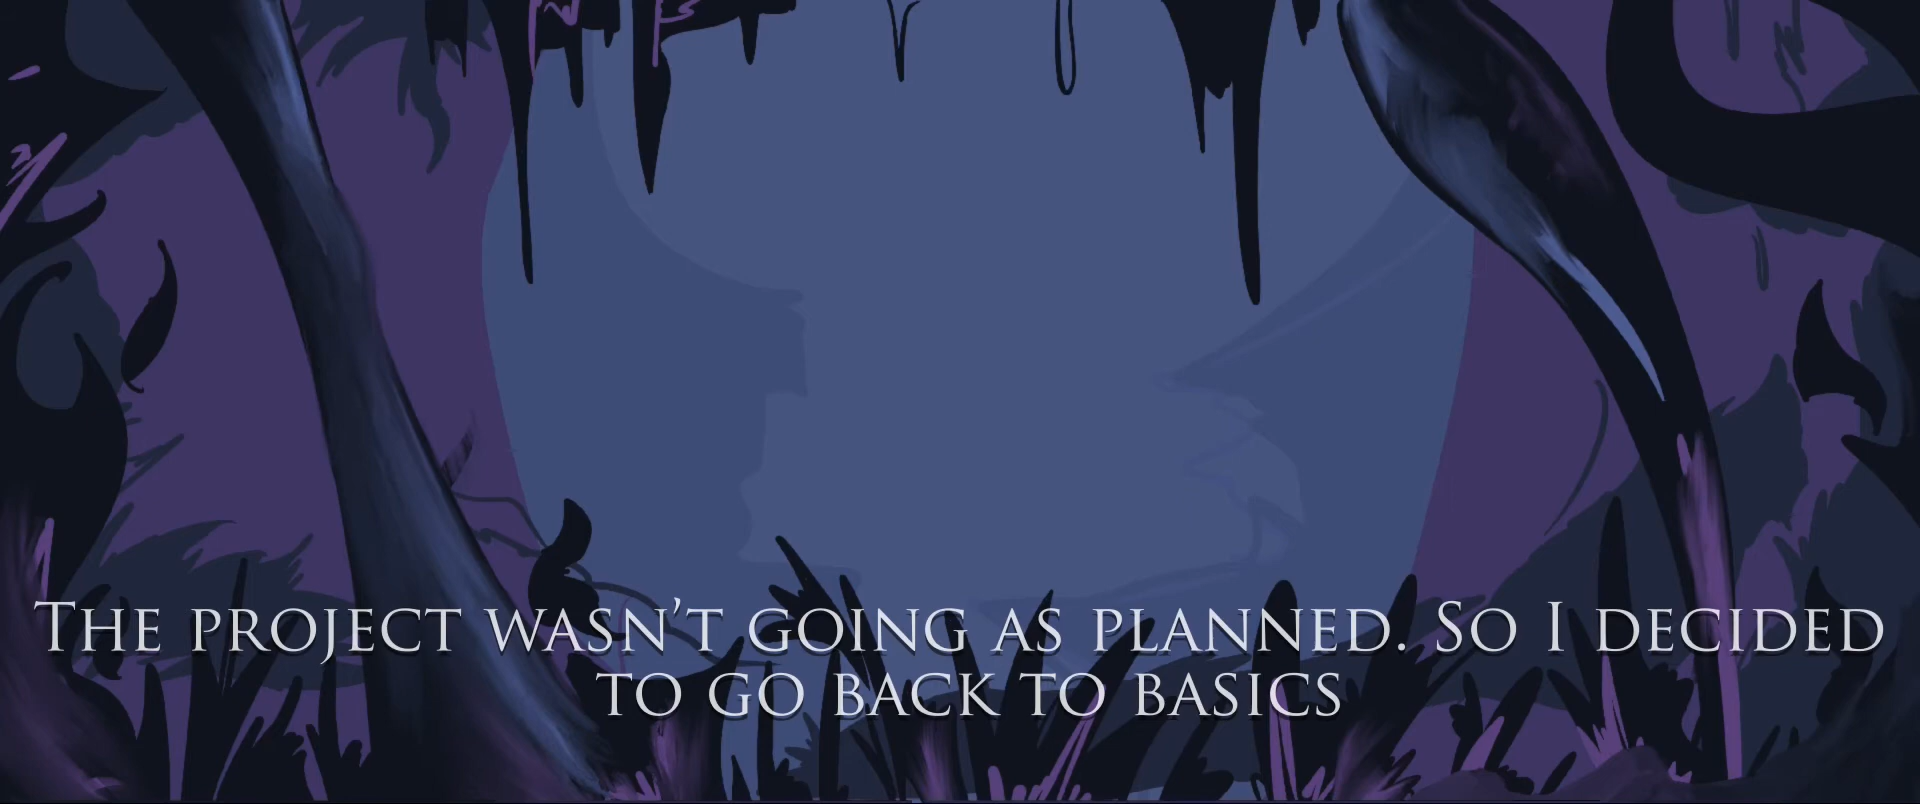 The project wasn't going as planned. So I decided
to go back to basics